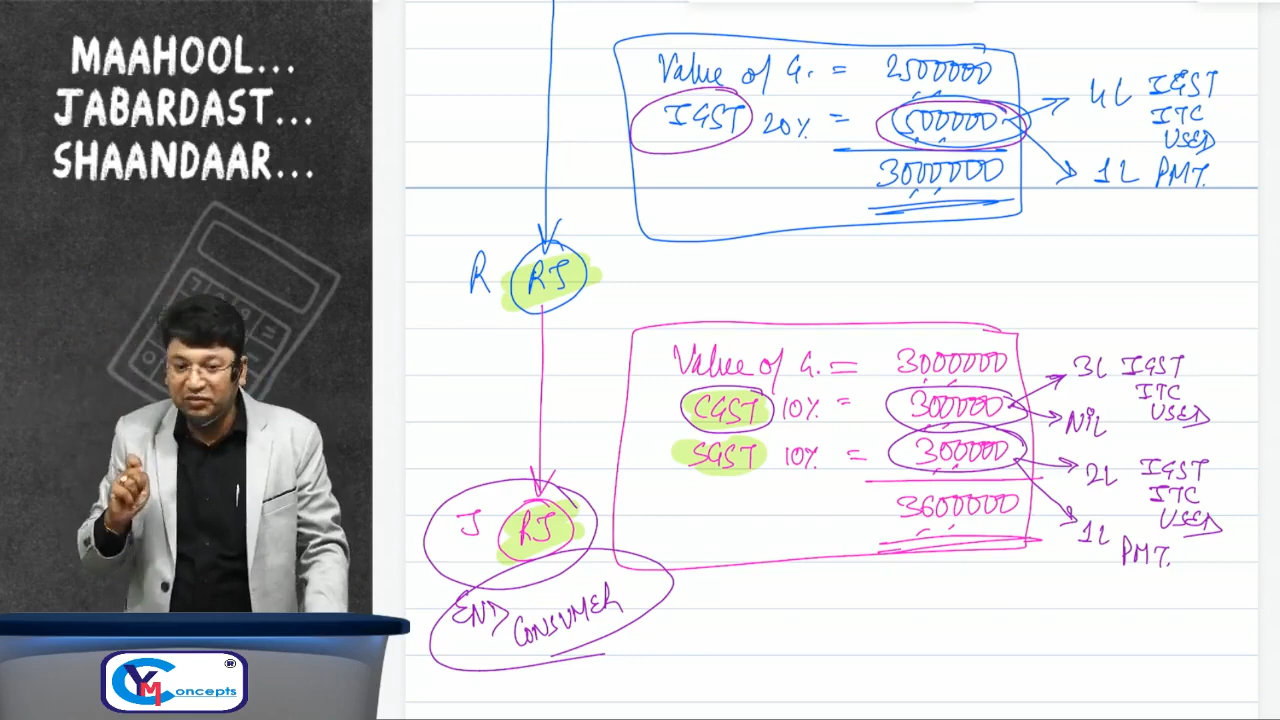 MAAHOOL...
JABARDAST...
SHAANDAAR...
Value of G. = 2500000
IGST 20% = 500000
3000000
4L IGST
ITC
USED
1L PMT.
R RJ
Value of G. = 3000000
CGST 10% = 300000
SGST 10% = 300000
3600000
3L IGST
ITC
USED
NIL
2L IGST
ITC
USED
1L PMT.
J RJ
END CONSUMER
YM Concepts ®